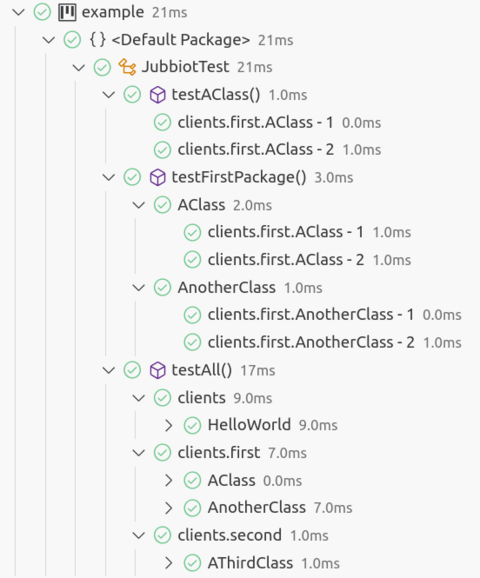 example 21ms
{} <Default Package> 21ms
JubbiotTest 21ms
testAClass() 1.0ms
clients.first.AClass - 1 0.0ms
clients.first.AClass - 2 1.0ms
testFirstPackage() 3.0ms
AClass 2.0ms
clients.first.AClass - 1 1.0ms
clients.first.AClass - 2 1.0ms
AnotherClass 1.0ms
clients.first.AnotherClass - 1 0.0ms
clients.first.AnotherClass - 2 1.0ms
testAll() 17ms
clients 9.0ms
HelloWorld 9.0ms
clients.first 7.0ms
AClass 0.0ms
AnotherClass 7.0ms
clients.second 1.0ms
AThirdClass 1.0ms